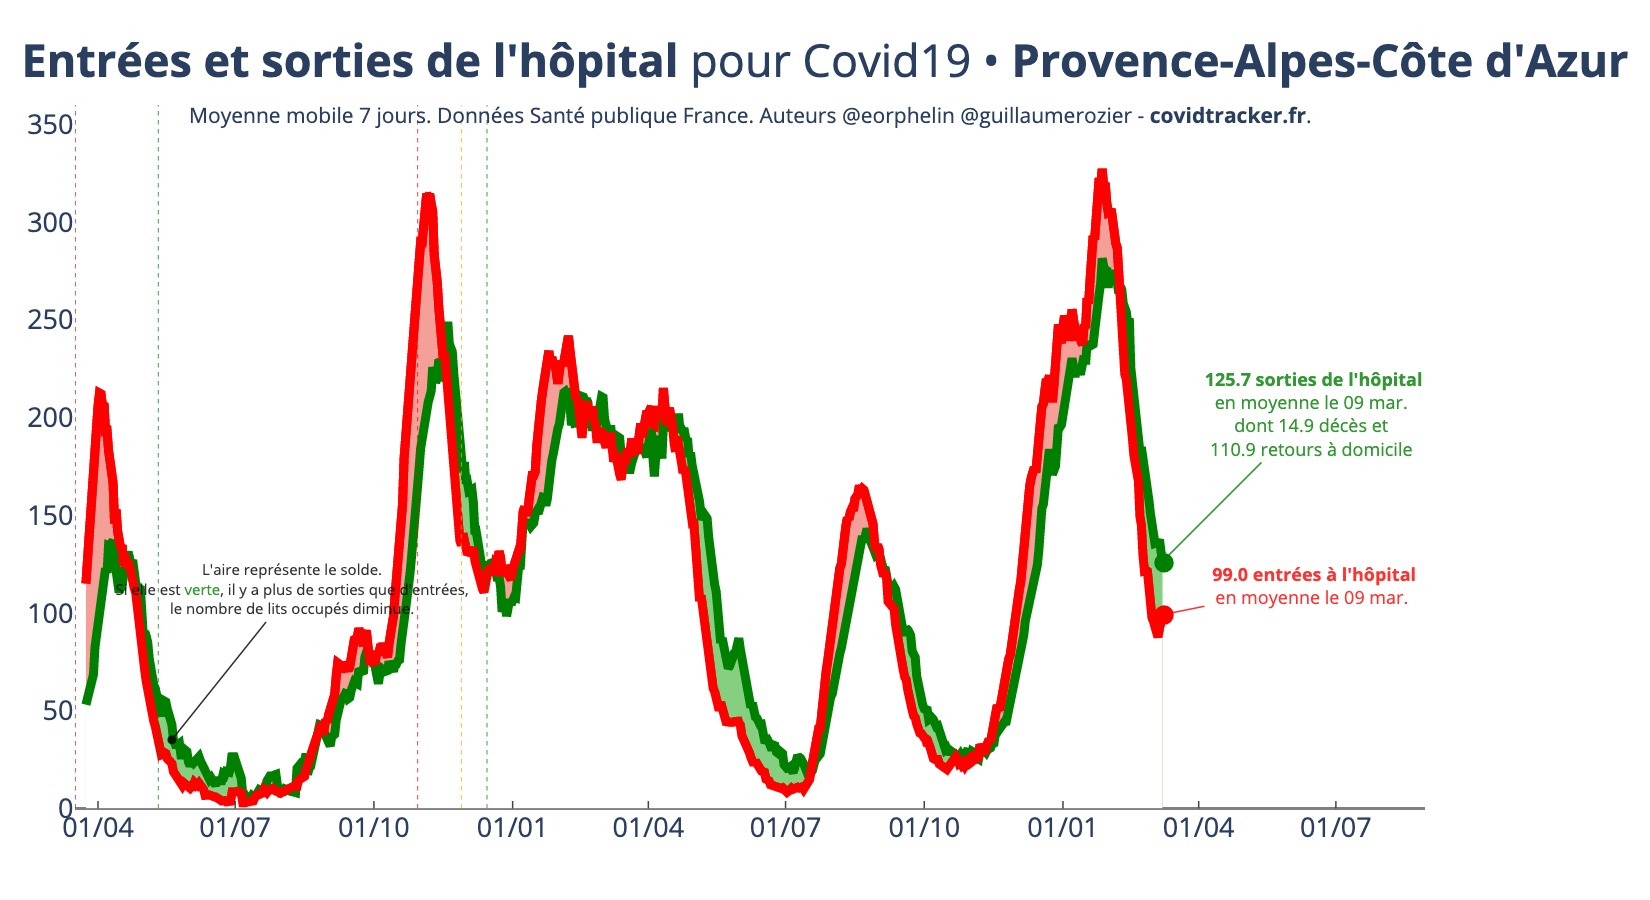 Entrées et sorties de l'hôpital pour Covid19 • Provence-Alpes-Côte d'Azur
Moyenne mobile 7 jours. Données Santé publique France. Auteurs @eorphelin @guillaumerozier - covidtracker.fr.
350
300
250
200
150
100
50
0
125.7 sorties de l'hôpital
en moyenne le 09 mar.
dont 14.9 décès et
110.9 retours à domicile
99.0 entrées à l'hôpital
en moyenne le 09 mar.
L'aire représente le solde.
Si elle est verte, il y a plus de sorties que d'entrées,
le nombre de lits occupés diminue.
01/04 01/07 01/10 01/01 01/04 01/07 01/10 01/01 01/04 01/07